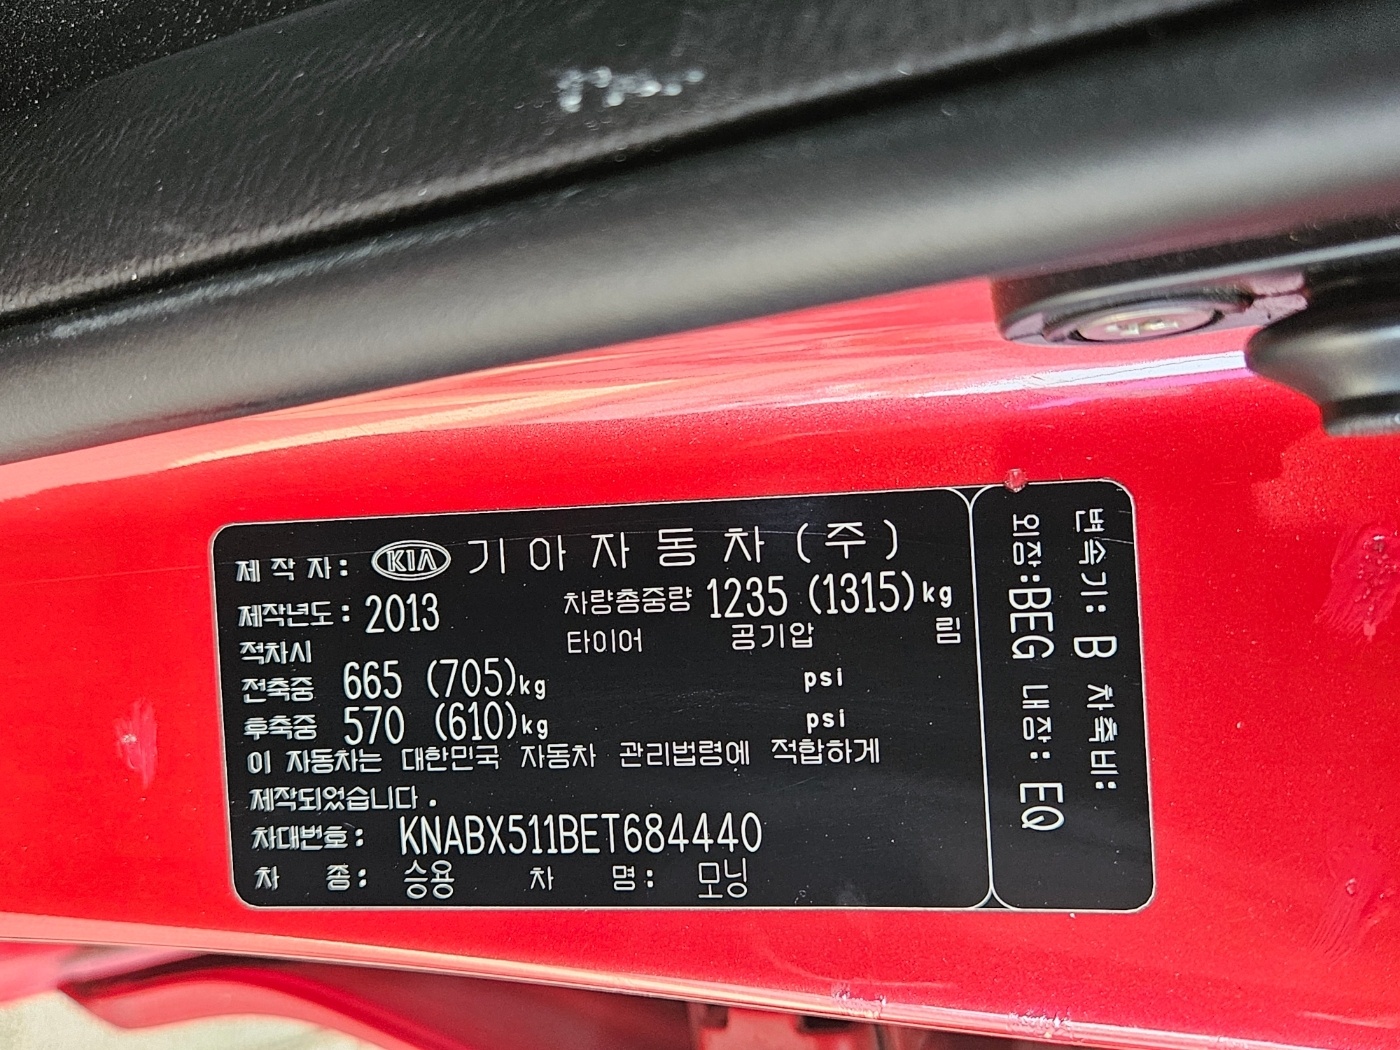 제 작 자: KIA 기 아 자 동 차 (주)
제작년도: 2013 차량총중량 1235 (1315)kg
적차시 타이어 공기압 림
전축중 665 (705)kg psi
후축중 570 (610)kg psi
이 자동차는 대한민국 자동차 관리법령에 적합하게
제작되었습니다.
차대번호: KNABX511BET684440
차 종: 승용 차 명: 모닝
변속기: B 차축비:
외장:BEG 내장: EQ